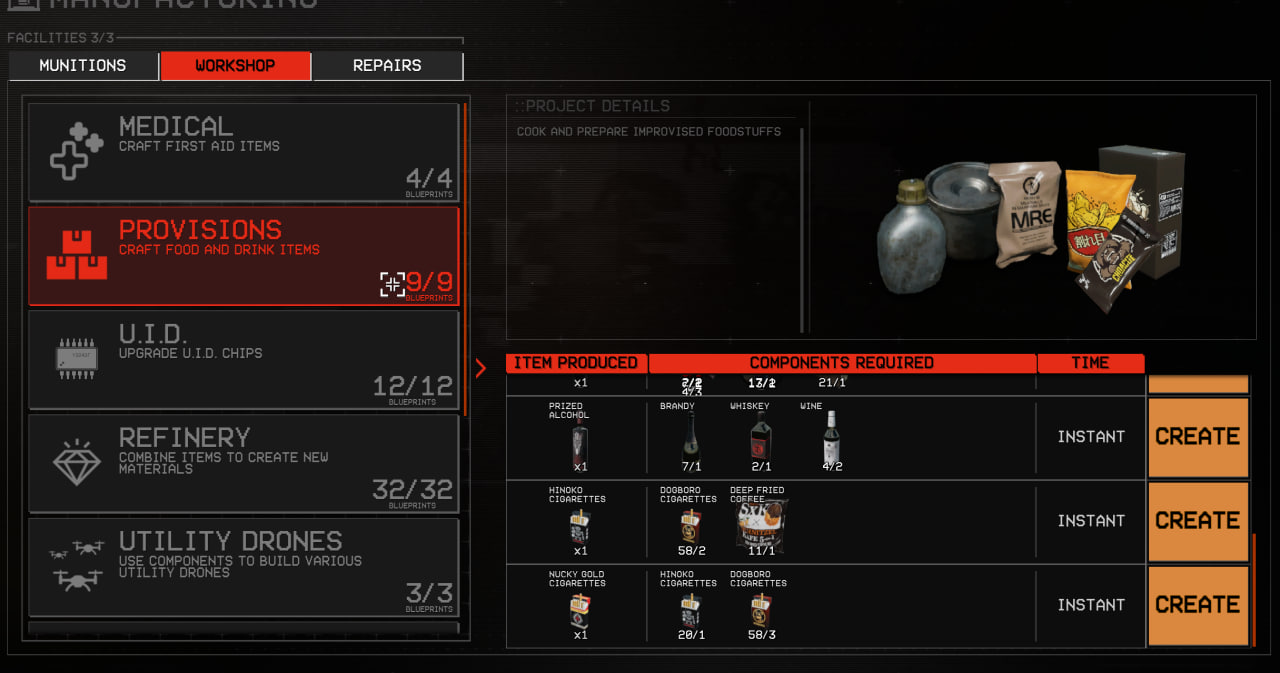 MANUFACTURING
FACILITIES 3/3
MUNITIONS
WORKSHOP
REPAIRS
MEDICAL
CRAFT FIRST AID ITEMS
4/4
BLUEPRINTS
PROVISIONS
CRAFT FOOD AND DRINK ITEMS
9/9
BLUEPRINTS
U.I.D.
UPGRADE U.I.D. CHIPS
12/12
BLUEPRINTS
REFINERY
COMBINE ITEMS TO CREATE NEW
MATERIALS
32/32
BLUEPRINTS
UTILITY DRONES
USE COMPONENTS TO BUILD VARIOUS
UTILITY DRONES
3/3
BLUEPRINTS
::PROJECT DETAILS
COOK AND PREPARE IMPROVISED FOODSTUFFS
MRE
ITEM PRODUCED
COMPONENTS REQUIRED
TIME
x1
21/1
PRIZED
ALCOHOL
x1
BRANDY
7/1
WHISKEY
2/1
WINE
4/2
INSTANT
CREATE
HINOKO
CIGARETTES
x1
DOGBORO
CIGARETTES
58/2
DEEP FRIED
COFFEE
SXK
11/1
INSTANT
CREATE
NUCKY GOLD
CIGARETTES
x1
HINOKO
CIGARETTES
20/1
DOGBORO
CIGARETTES
58/3
INSTANT
CREATE